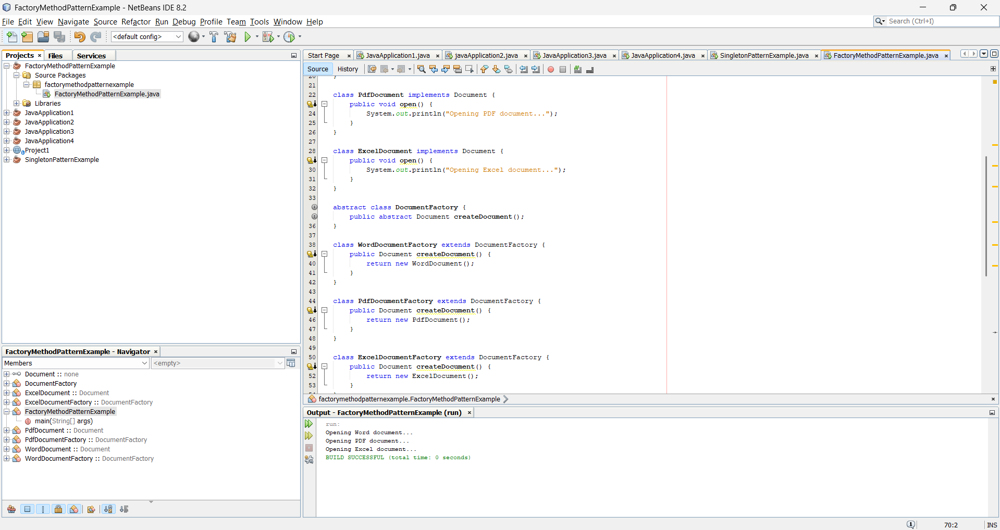 FactoryMethodPatternExample - NetBeans IDE 8.2
File Edit View Navigate Source Refactor Run Debug Profile Team Tools Window Help
Search (Ctrl+I)
<default config>
Projects Files Services
FactoryMethodPatternExample
Source Packages
factorymethodpatternexample
FactoryMethodPatternExample.java
Libraries
JavaApplication1
JavaApplication2
JavaApplication3
JavaApplication4
Project1
SingletonPatternExample
FactoryMethodPatternExample - Navigator
Members
<empty>
Document :: none
DocumentFactory
ExcelDocument :: Document
ExcelDocumentFactory :: DocumentFactory
FactoryMethodPatternExample
main(String[] args)
PdfDocument :: Document
PdfDocumentFactory :: DocumentFactory
WordDocument :: Document
WordDocumentFactory :: DocumentFactory
Start Page JavaApplication1.java javaApplication2.java JavaApplication3.java JavaApplication4.java SingletonPatternExample.java FactoryMethodPatternExample.java
Source History
20 }
21
22 class PdfDocument implements Document {
public void open() {
24 System.out.println("Opening PDF document...");
25 }
26 }
27
28 class ExcelDocument implements Document {
public void open() {
30 System.out.println("Opening Excel document...");
31 }
32 }
33
abstract class DocumentFactory {
public abstract Document createDocument();
36 }
37
38 class WordDocumentFactory extends DocumentFactory {
public Document createDocument() {
40 return new WordDocument();
41 }
42 }
43
44 class PdfDocumentFactory extends DocumentFactory {
public Document createDocument() {
46 return new PdfDocument();
47 }
48 }
49
50 class ExcelDocumentFactory extends DocumentFactory {
public Document createDocument() {
52 return new ExcelDocument();
53 }
54 }
factorymethodpatternexample.FactoryMethodPatternExample
Output - FactoryMethodPatternExample (run)
run:
Opening Word document...
Opening PDF document...
Opening Excel document...
BUILD SUCCESSFUL (total time: 0 seconds)
70:2 INS